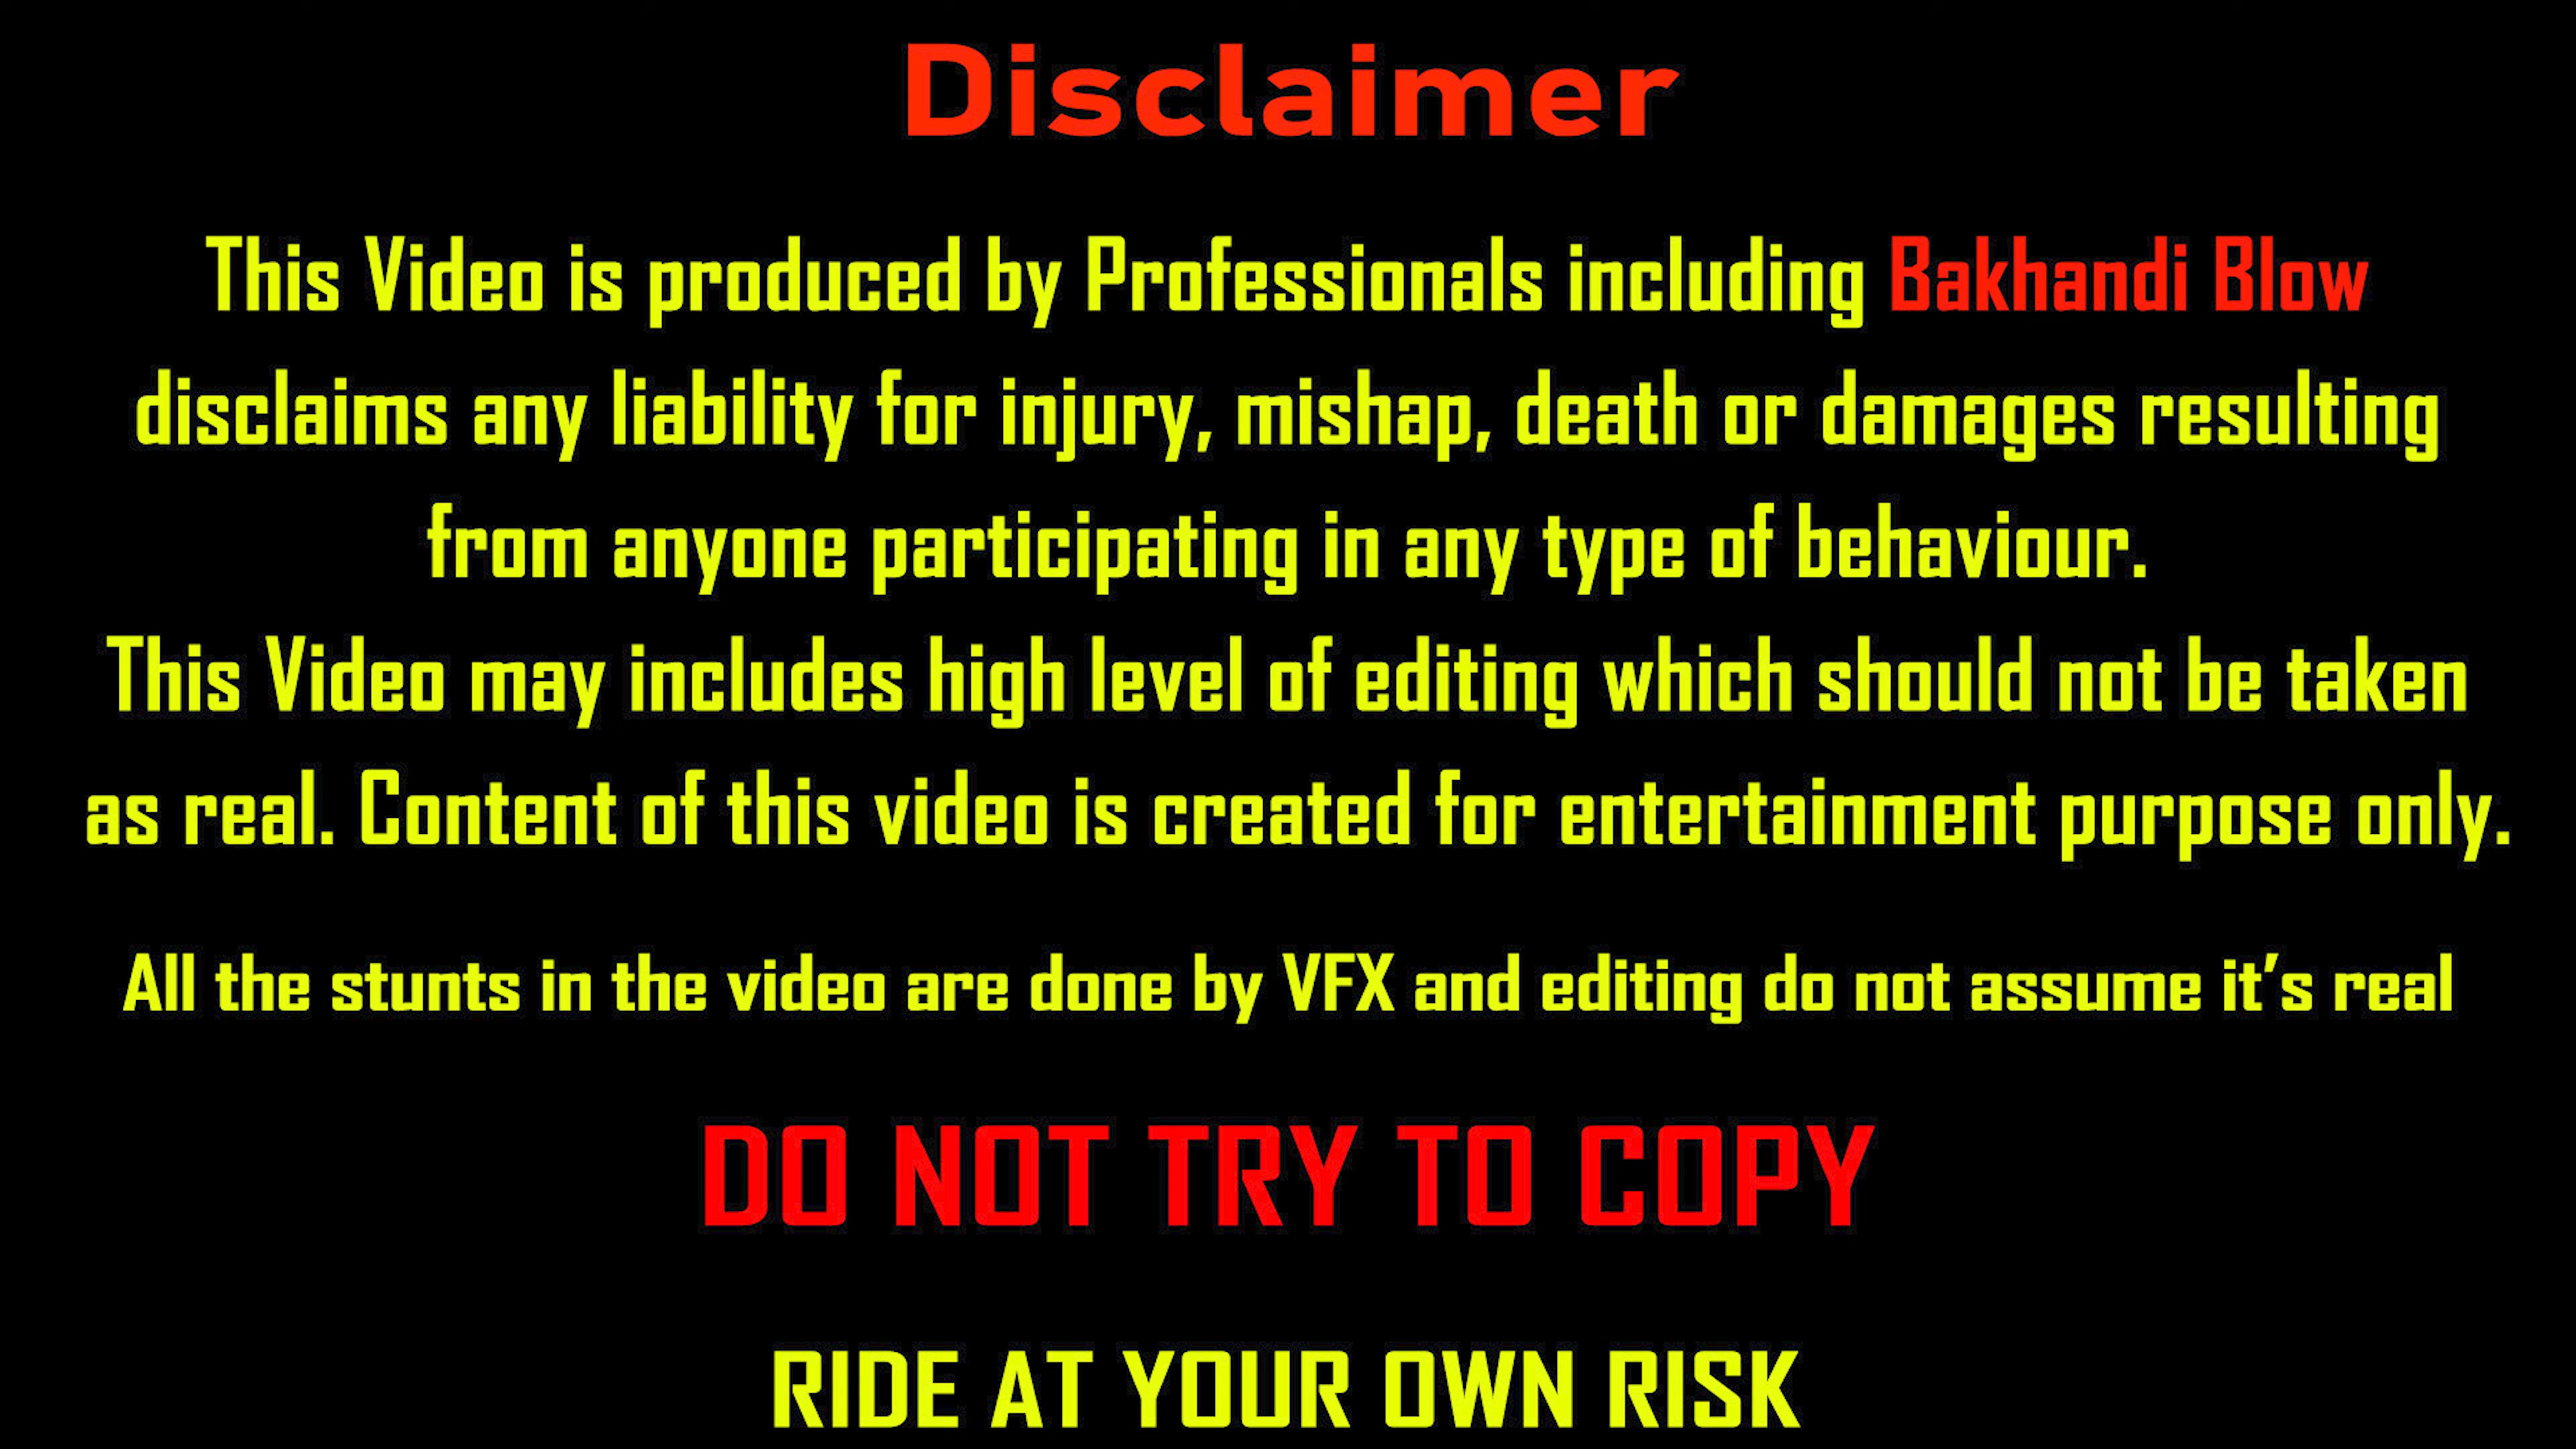 Disclaimer
This Video is produced by Professionals including Bakhandi Blow
disclaims any liability for injury, mishap, death or damages resulting
from anyone participating in any type of behaviour.
This Video may includes high level of editing which should not be taken
as real. Content of this video is created for entertainment purpose only.
All the stunts in the video are done by VFX and editing do not assume it’s real
DO NOT TRY TO COPY
RIDE AT YOUR OWN RISK